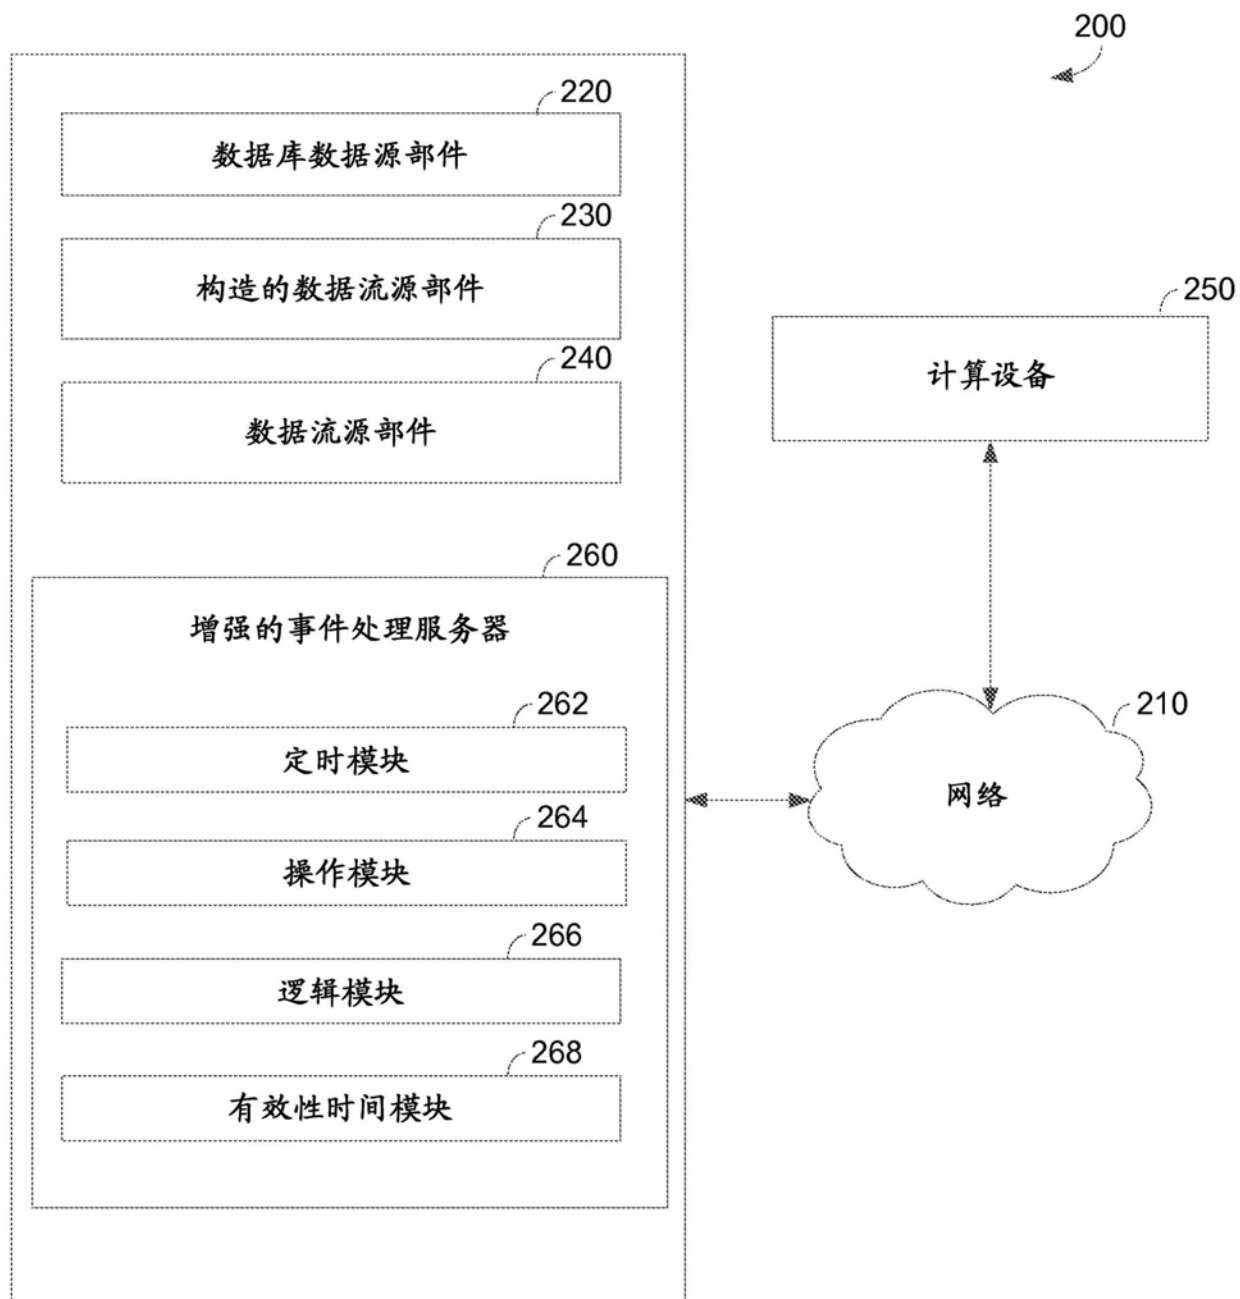 200
220
数据库数据源部件
230
构造的数据流源部件
240
数据流源部件
250
计算设备
260
增强的事件处理服务器
262
定时模块
264
操作模块
266
逻辑模块
268
有效性时间模块
210
网络